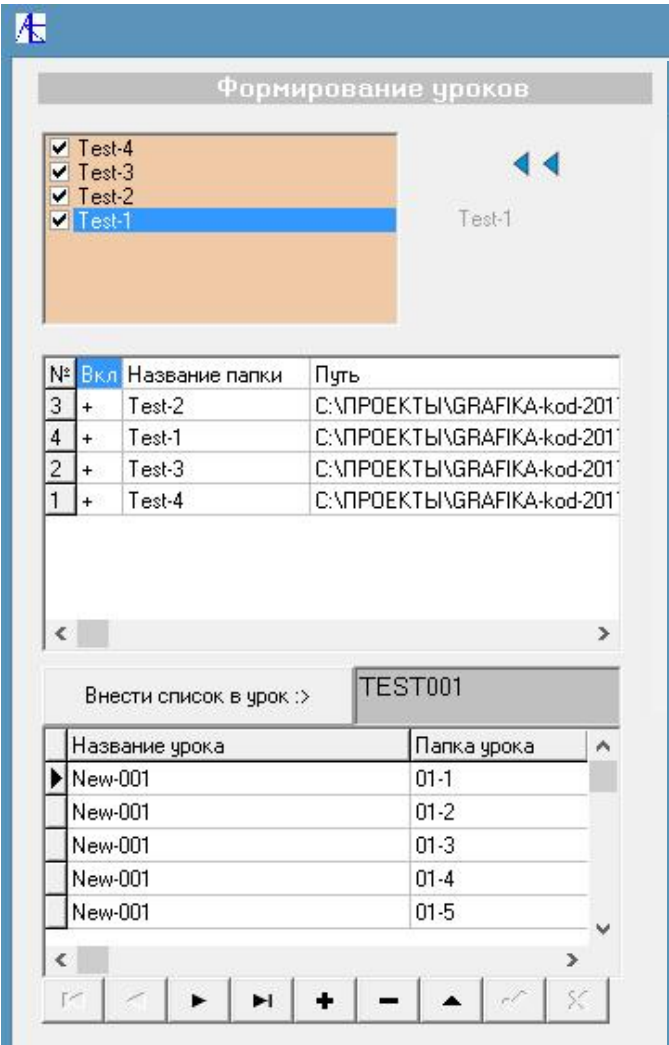 Формирование уроков
Test-4
Test-3
Test-2
Test-1
Test-1
№ Вкл Название папки Путь
3 + Test-2 C:\ПРОЕКТЫ\GRAFIKA-kod-201
4 + Test-1 C:\ПРОЕКТЫ\GRAFIKA-kod-201
2 + Test-3 C:\ПРОЕКТЫ\GRAFIKA-kod-201
1 + Test-4 C:\ПРОЕКТЫ\GRAFIKA-kod-201
Внести список в урок :> TEST001
Название урока Папка урока
New-001 01-1
New-001 01-2
New-001 01-3
New-001 01-4
New-001 01-5